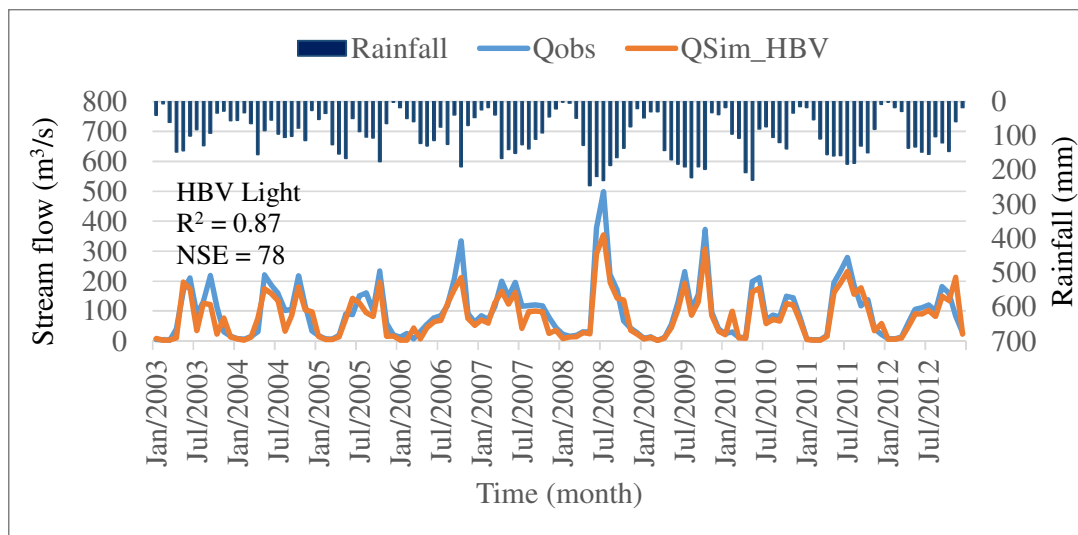 Rainfall Qobs QSim_HBV
800
700
600
500
400
300
200
100
0
Stream flow (m³/s)
HBV Light
R² = 0.87
NSE = 78
0
100
200
300
400
500
600
700
Rainfall (mm)
Jan/2003
Jul/2003
Jan/2004
Jul/2004
Jan/2005
Jul/2005
Jan/2006
Jul/2006
Jan/2007
Jul/2007
Jan/2008
Jul/2008
Jan/2009
Jul/2009
Jan/2010
Jul/2010
Jan/2011
Jul/2011
Jan/2012
Jul/2012
Time (month)